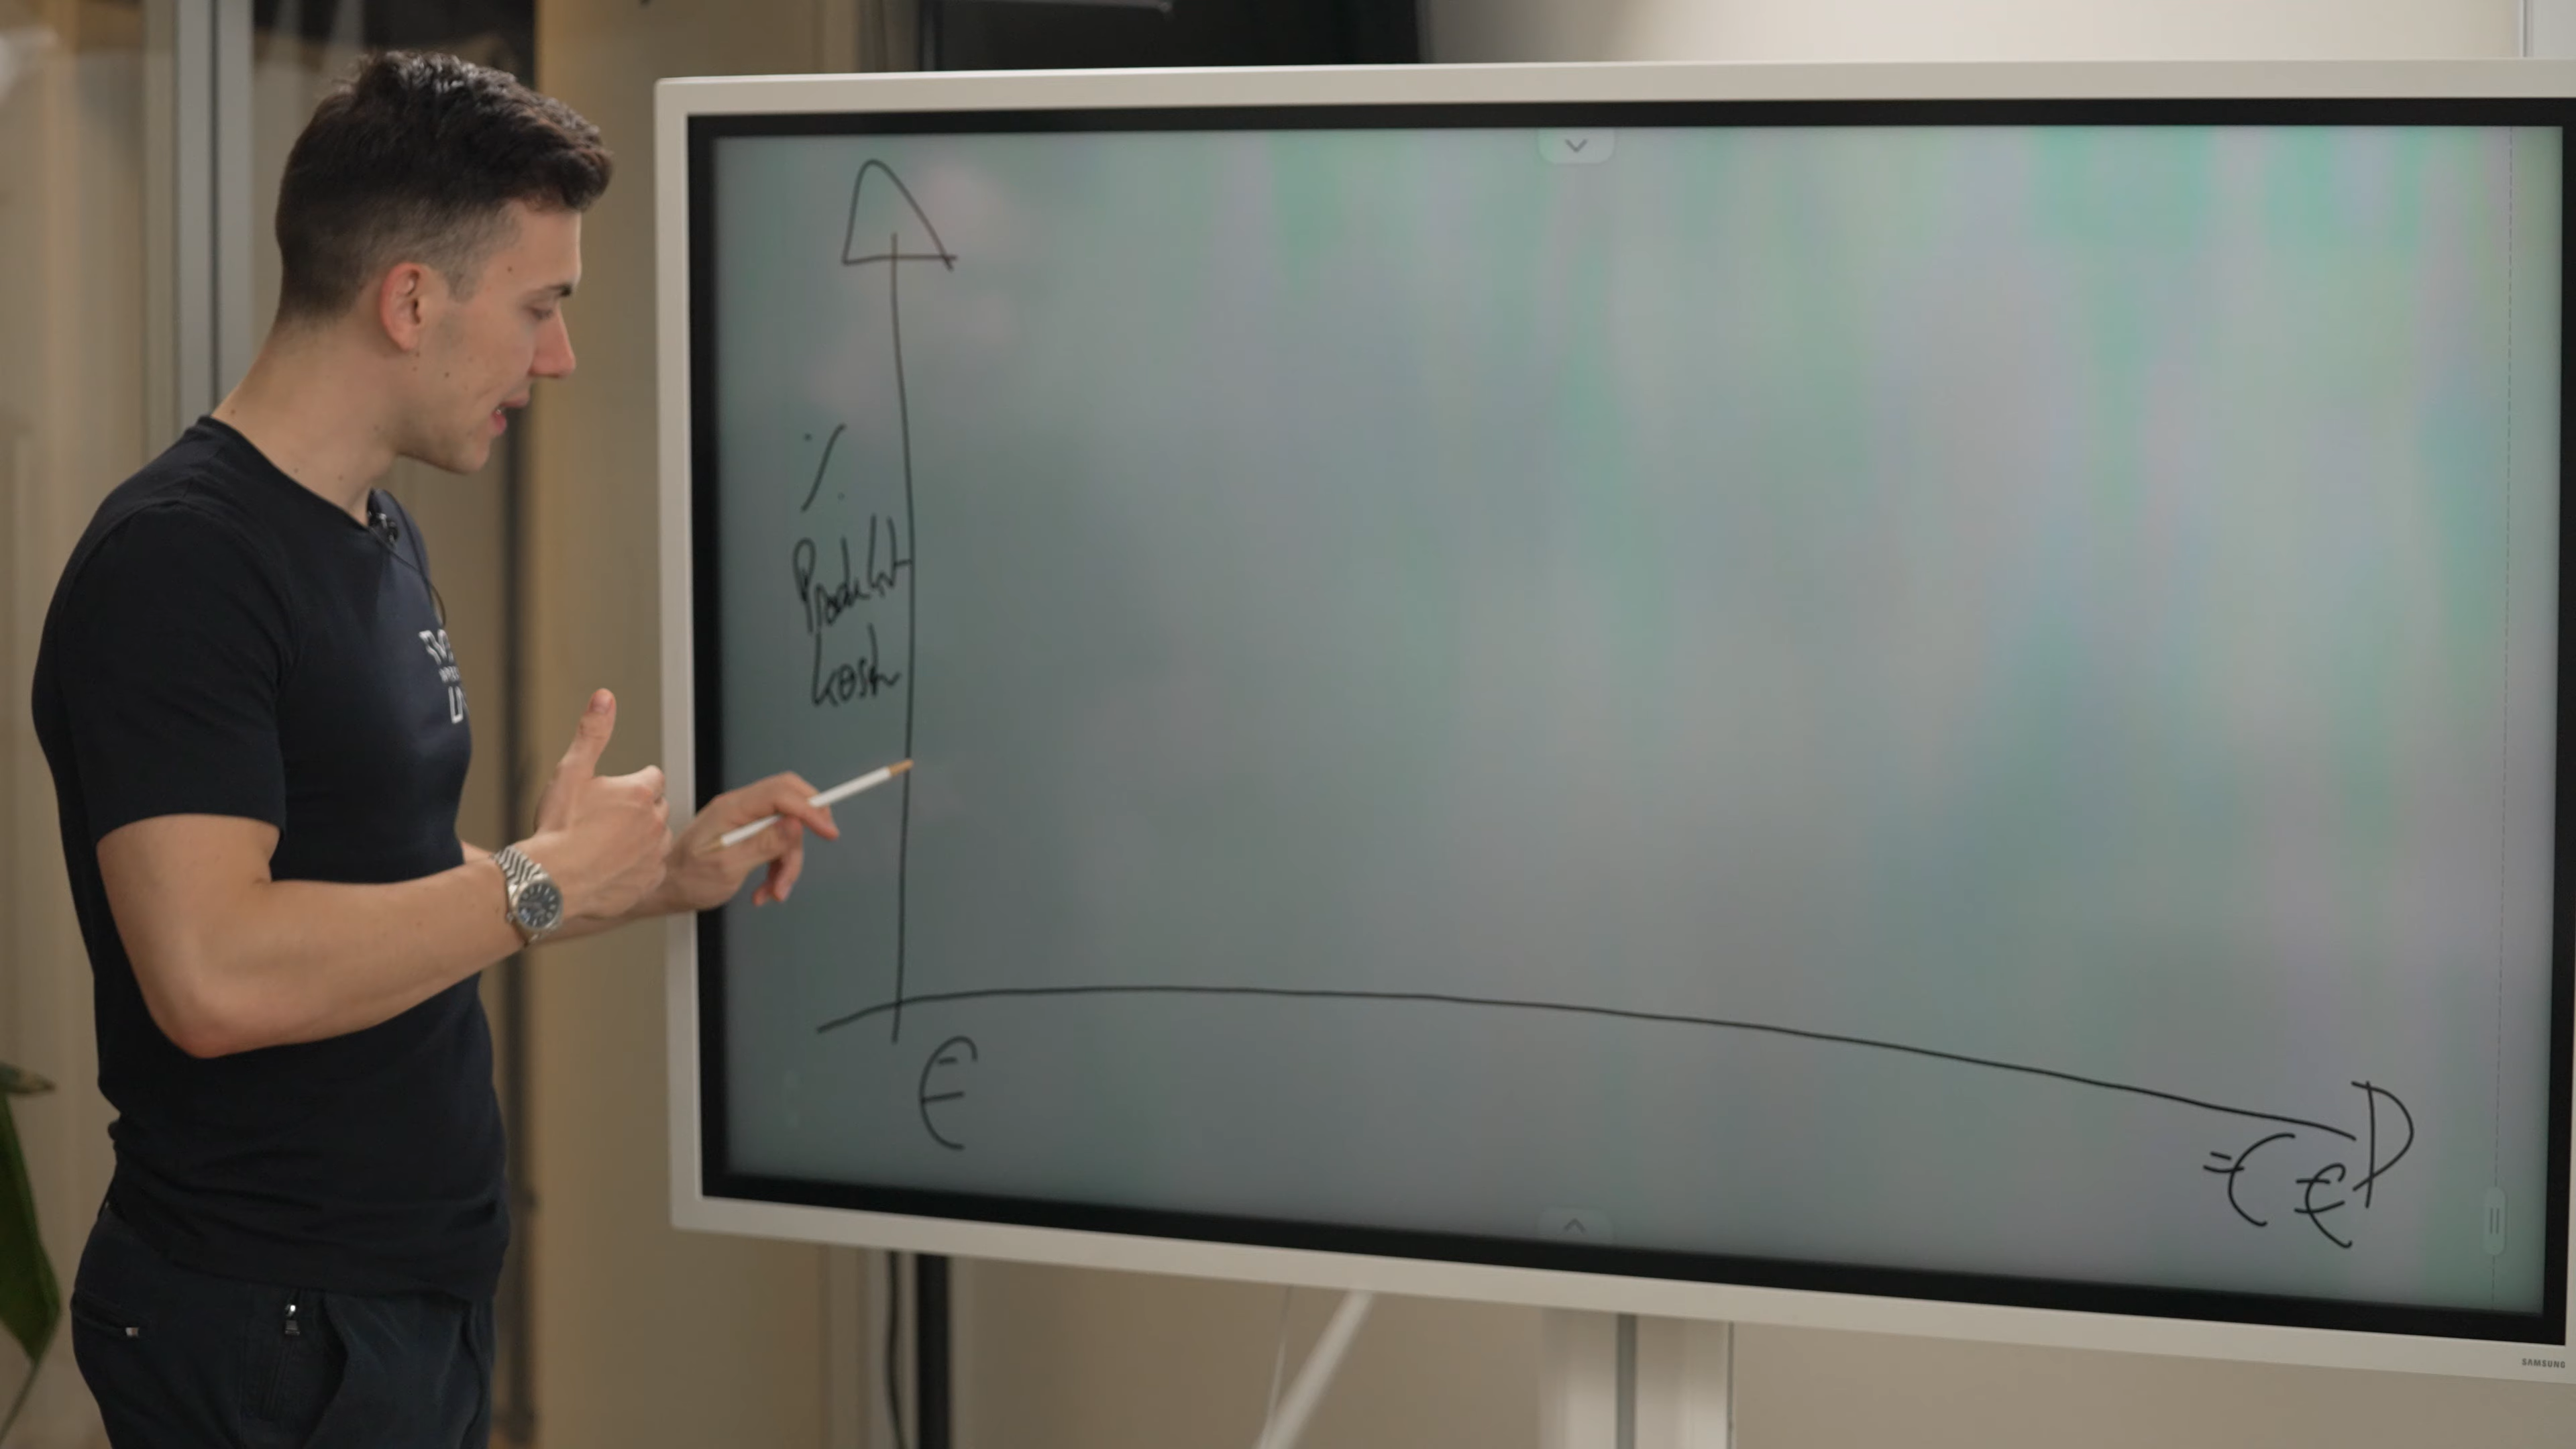 %
Produkt
kosten
€
€€
SAMSUNG